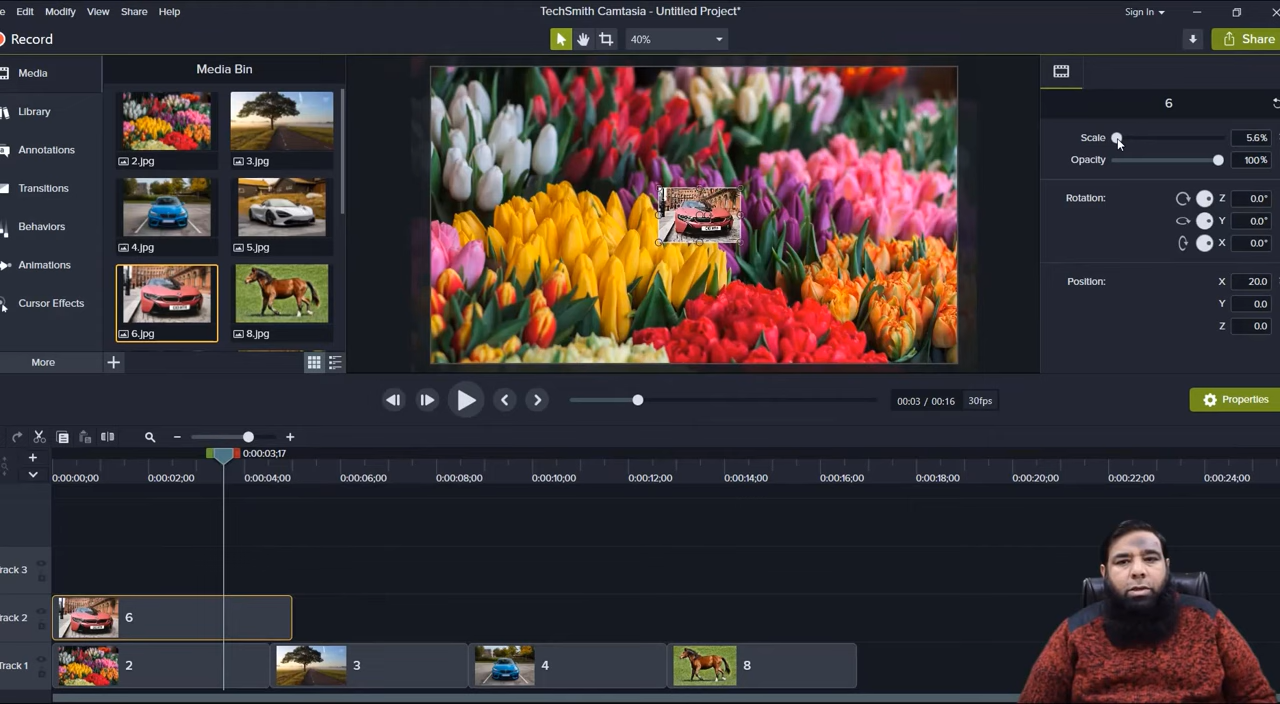 Edit Modify View Share Help
TechSmith Camtasia - Untitled Project*
Sign In
Record
40%
Share
Media
Library
Annotations
Transitions
Behaviors
Animations
Cursor Effects
More
Media Bin
2.jpg
3.jpg
4.jpg
5.jpg
6.jpg
8.jpg
6
Scale 5.6%
Opacity 100%
Rotation: Z 0.0°
Y 0.0°
X 0.0°
Position: X 20.0
Y 0.0
Z 0.0
00:03 / 00:16 30fps
Properties
0:00:03;17
0:00:00;00 0:00:02;00 0:00:04;00 0:00:06;00 0:00:08;00 0:00:10;00 0:00:12;00 0:00:14;00 0:00:16;00 0:00:18;00 0:00:20;00 0:00:22;00 0:00:24;00
Track 3
Track 2
6
Track 1
2
3
4
8